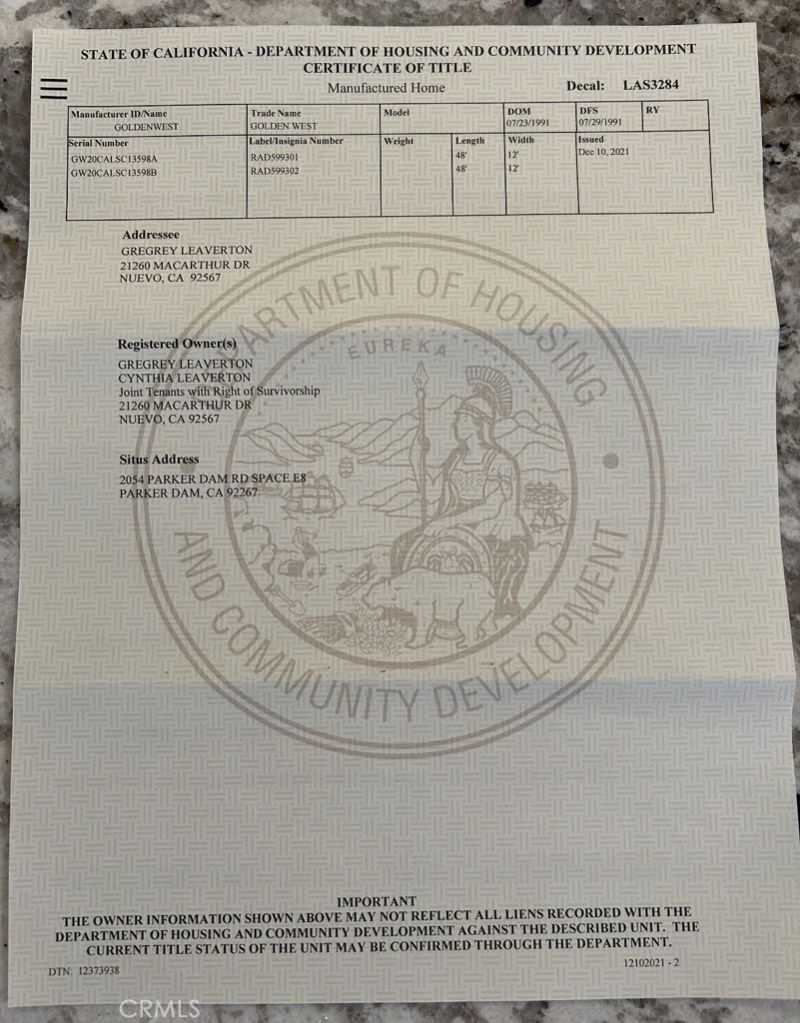 STATE OF CALIFORNIA - DEPARTMENT OF HOUSING AND COMMUNITY DEVELOPMENT
CERTIFICATE OF TITLE
Manufactured Home
Decal: LAS3284
Manufacturer ID/Name Trade Name Model DOM DFS RY
GOLDENWEST GOLDEN WEST 07/23/1991 07/29/1991
Serial Number Label/Insignia Number Weight Length Width Issued
GW20CALSC13598A RAD599301 48' 12' Dec 10, 2021
GW20CALSC13598B RAD599302 48' 12'
Addressee
GREGREY LEAVERTON
21260 MACARTHUR DR
NUEVO, CA 92567
Registered Owner(s)
GREGREY LEAVERTON
CYNTHIA LEAVERTON
Joint Tenants with Right of Survivorship
21260 MACARTHUR DR
NUEVO, CA 92567
Situs Address
2054 PARKER DAM RD SPACE E8
PARKER DAM, CA 92267
DEPARTMENT OF HOUSING
AND COMMUNITY DEVELOPMENT
EUREKA
IMPORTANT
THE OWNER INFORMATION SHOWN ABOVE MAY NOT REFLECT ALL LIENS RECORDED WITH THE
DEPARTMENT OF HOUSING AND COMMUNITY DEVELOPMENT AGAINST THE DESCRIBED UNIT. THE
CURRENT TITLE STATUS OF THE UNIT MAY BE CONFIRMED THROUGH THE DEPARTMENT.
DTN: 12373938
12102021 - 2
CRMLS